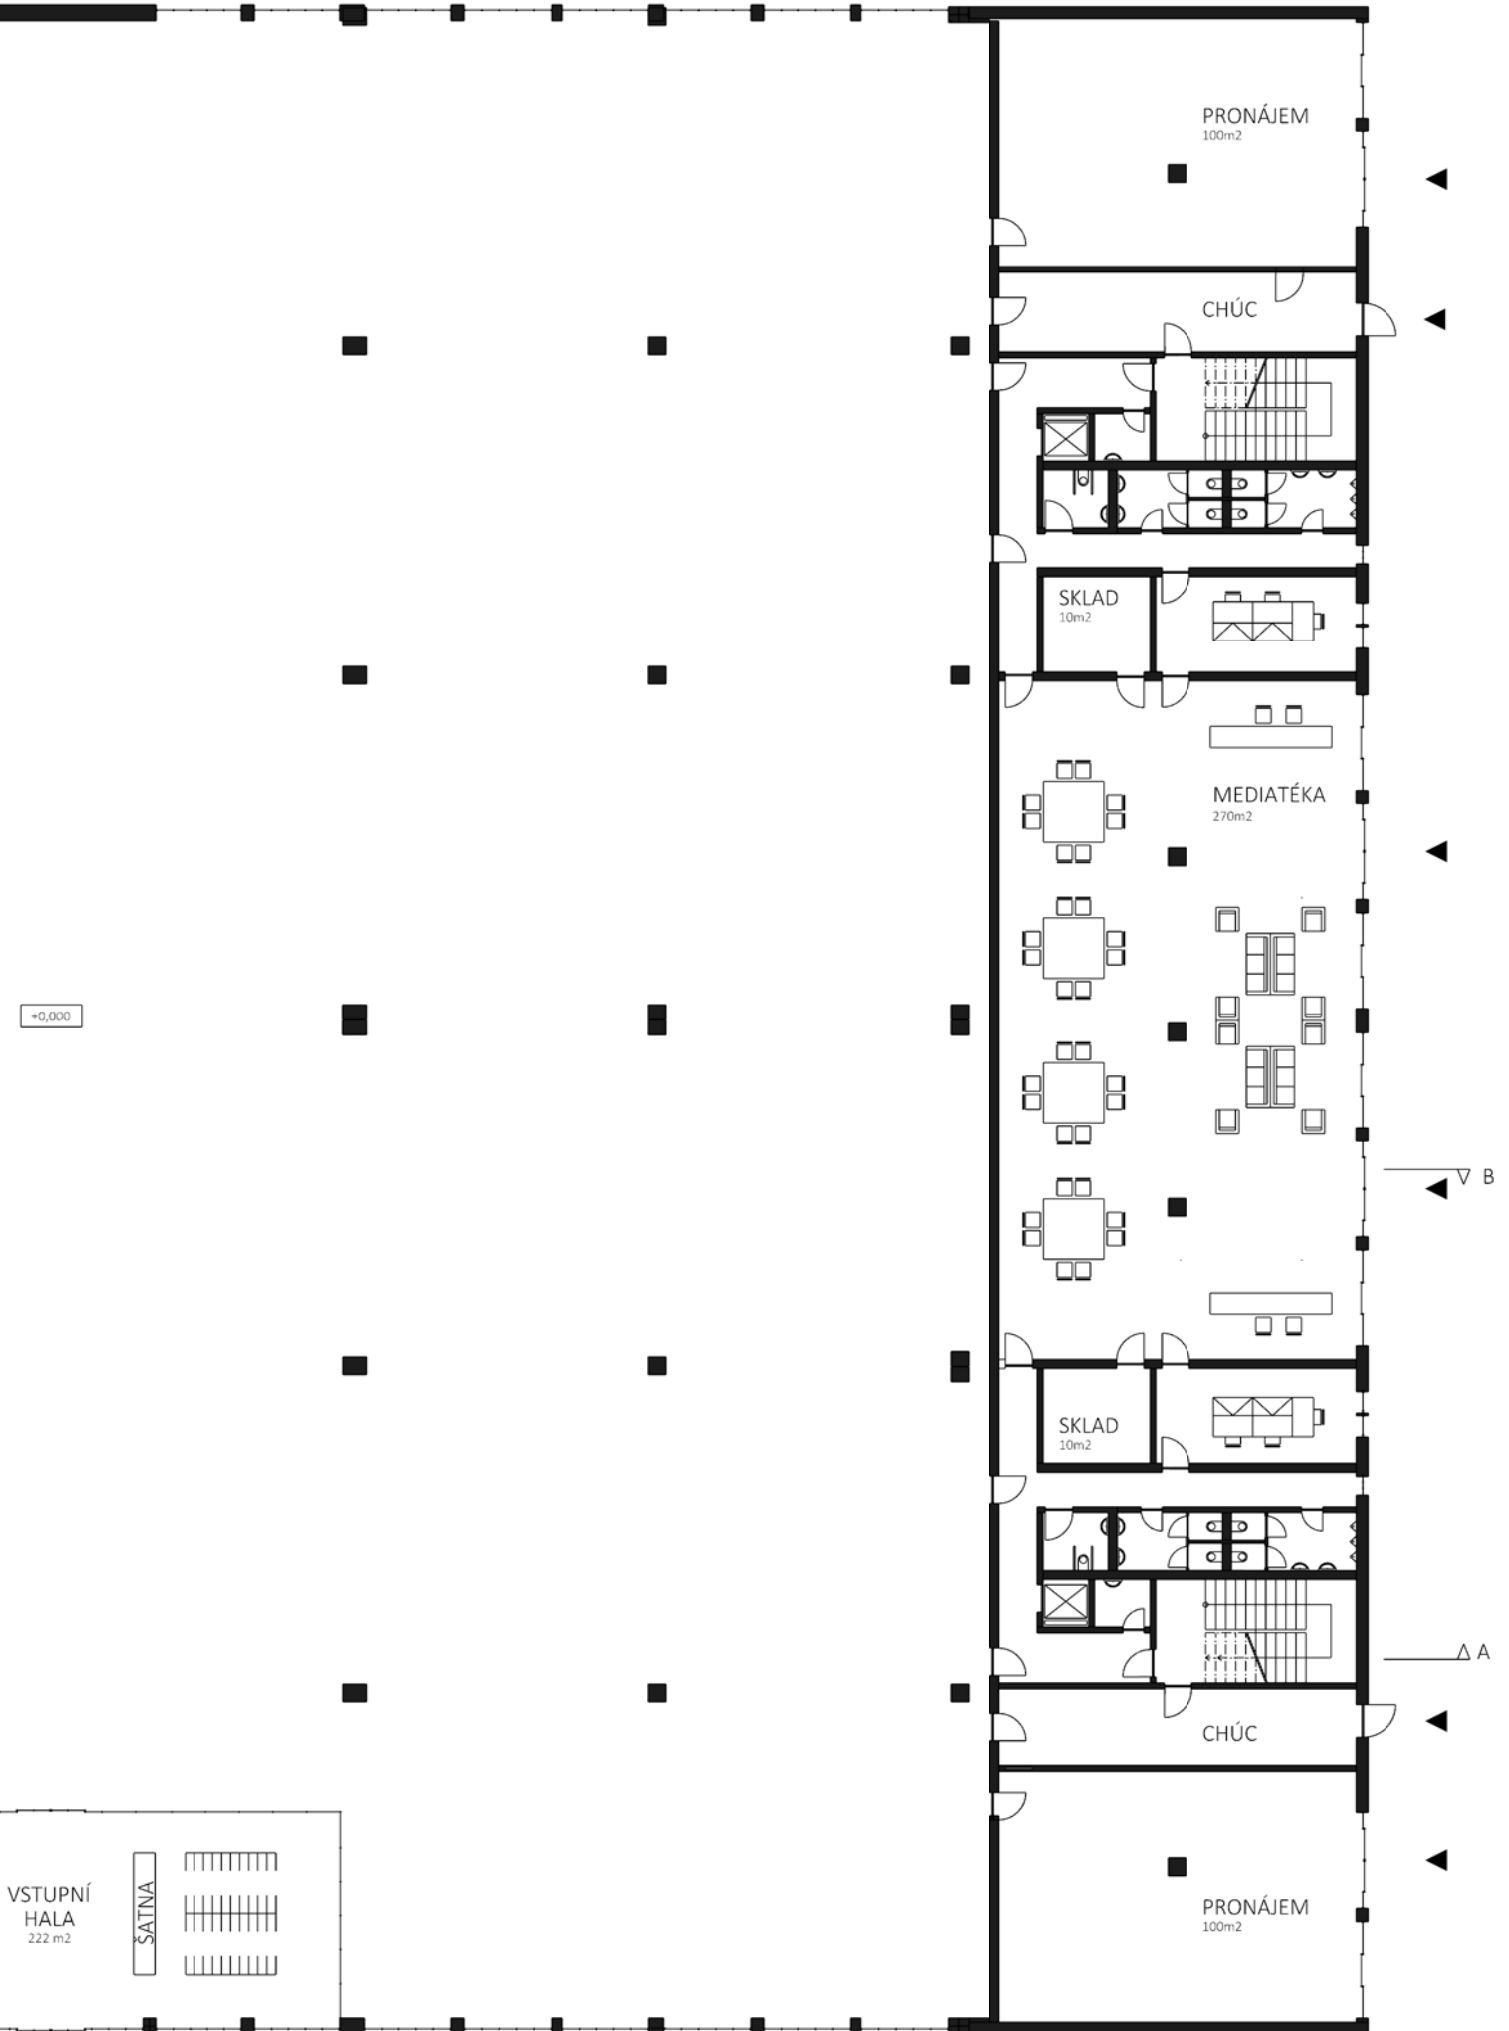 PRONÁJEM
100m2
CHÚC
SKLAD
10m2
MEDIATÉKA
270m2
+0,000
B
SKLAD
10m2
A
CHÚC
VSTUPNÍ
HALA
222 m2
ŠATNA
PRONÁJEM
100m2